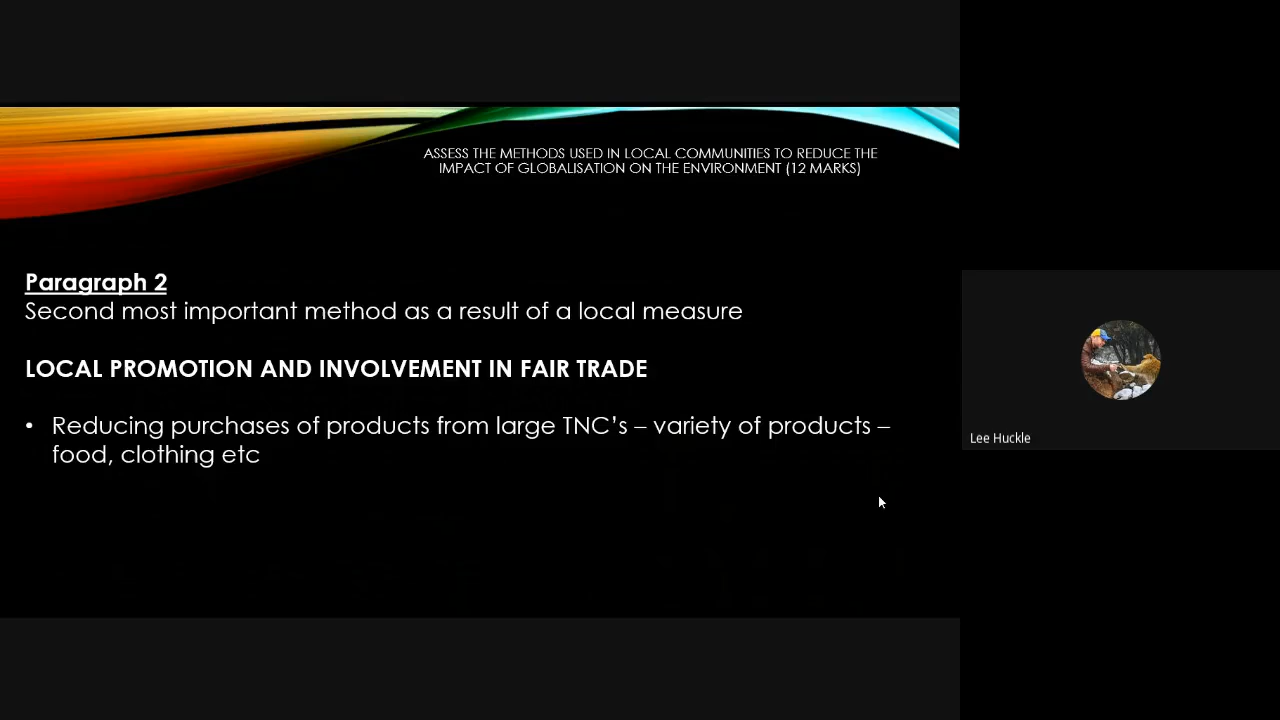 ASSESS THE METHODS USED IN LOCAL COMMUNITIES TO REDUCE THE
IMPACT OF GLOBALISATION ON THE ENVIRONMENT (12 MARKS)
Paragraph 2
Second most important method as a result of a local measure
LOCAL PROMOTION AND INVOLVEMENT IN FAIR TRADE
• Reducing purchases of products from large TNC’s – variety of products –
food, clothing etc
Lee Huckle